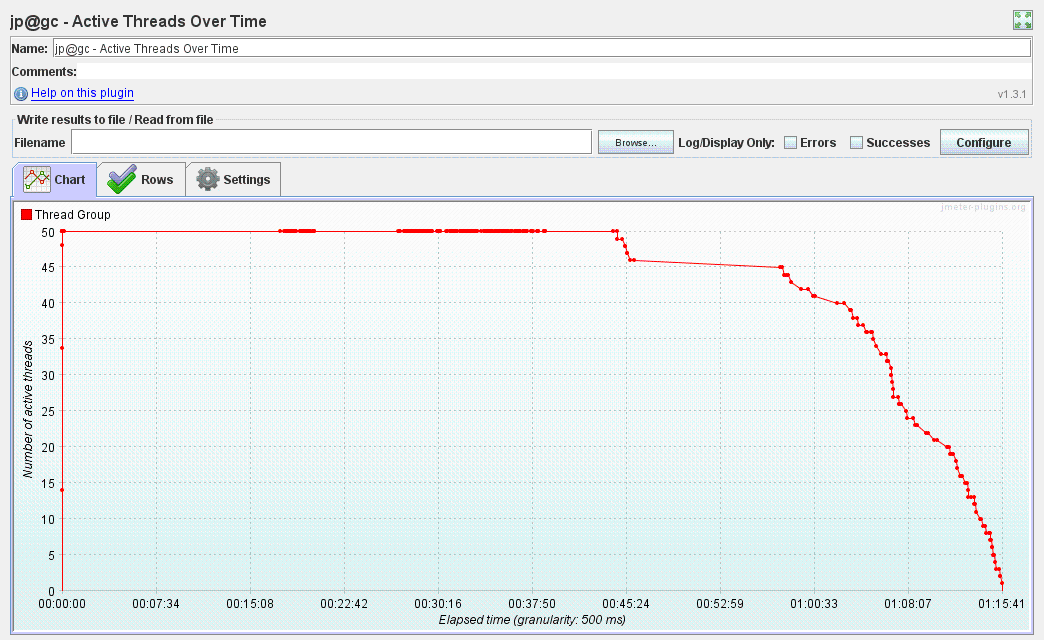 jp@gc - Active Threads Over Time
Name: jp@gc - Active Threads Over Time
Comments:
Help on this plugin
v1.3.1
Write results to file / Read from file
Filename Browse... Log/Display Only: Errors Successes Configure
Chart Rows Settings
Thread Group
jmeter-plugins.org
Number of active threads
50
45
40
35
30
25
20
15
10
5
0
00:00:00 00:07:34 00:15:08 00:22:42 00:30:16 00:37:50 00:45:24 00:52:59 01:00:33 01:08:07 01:15:41
Elapsed time (granularity: 500 ms)